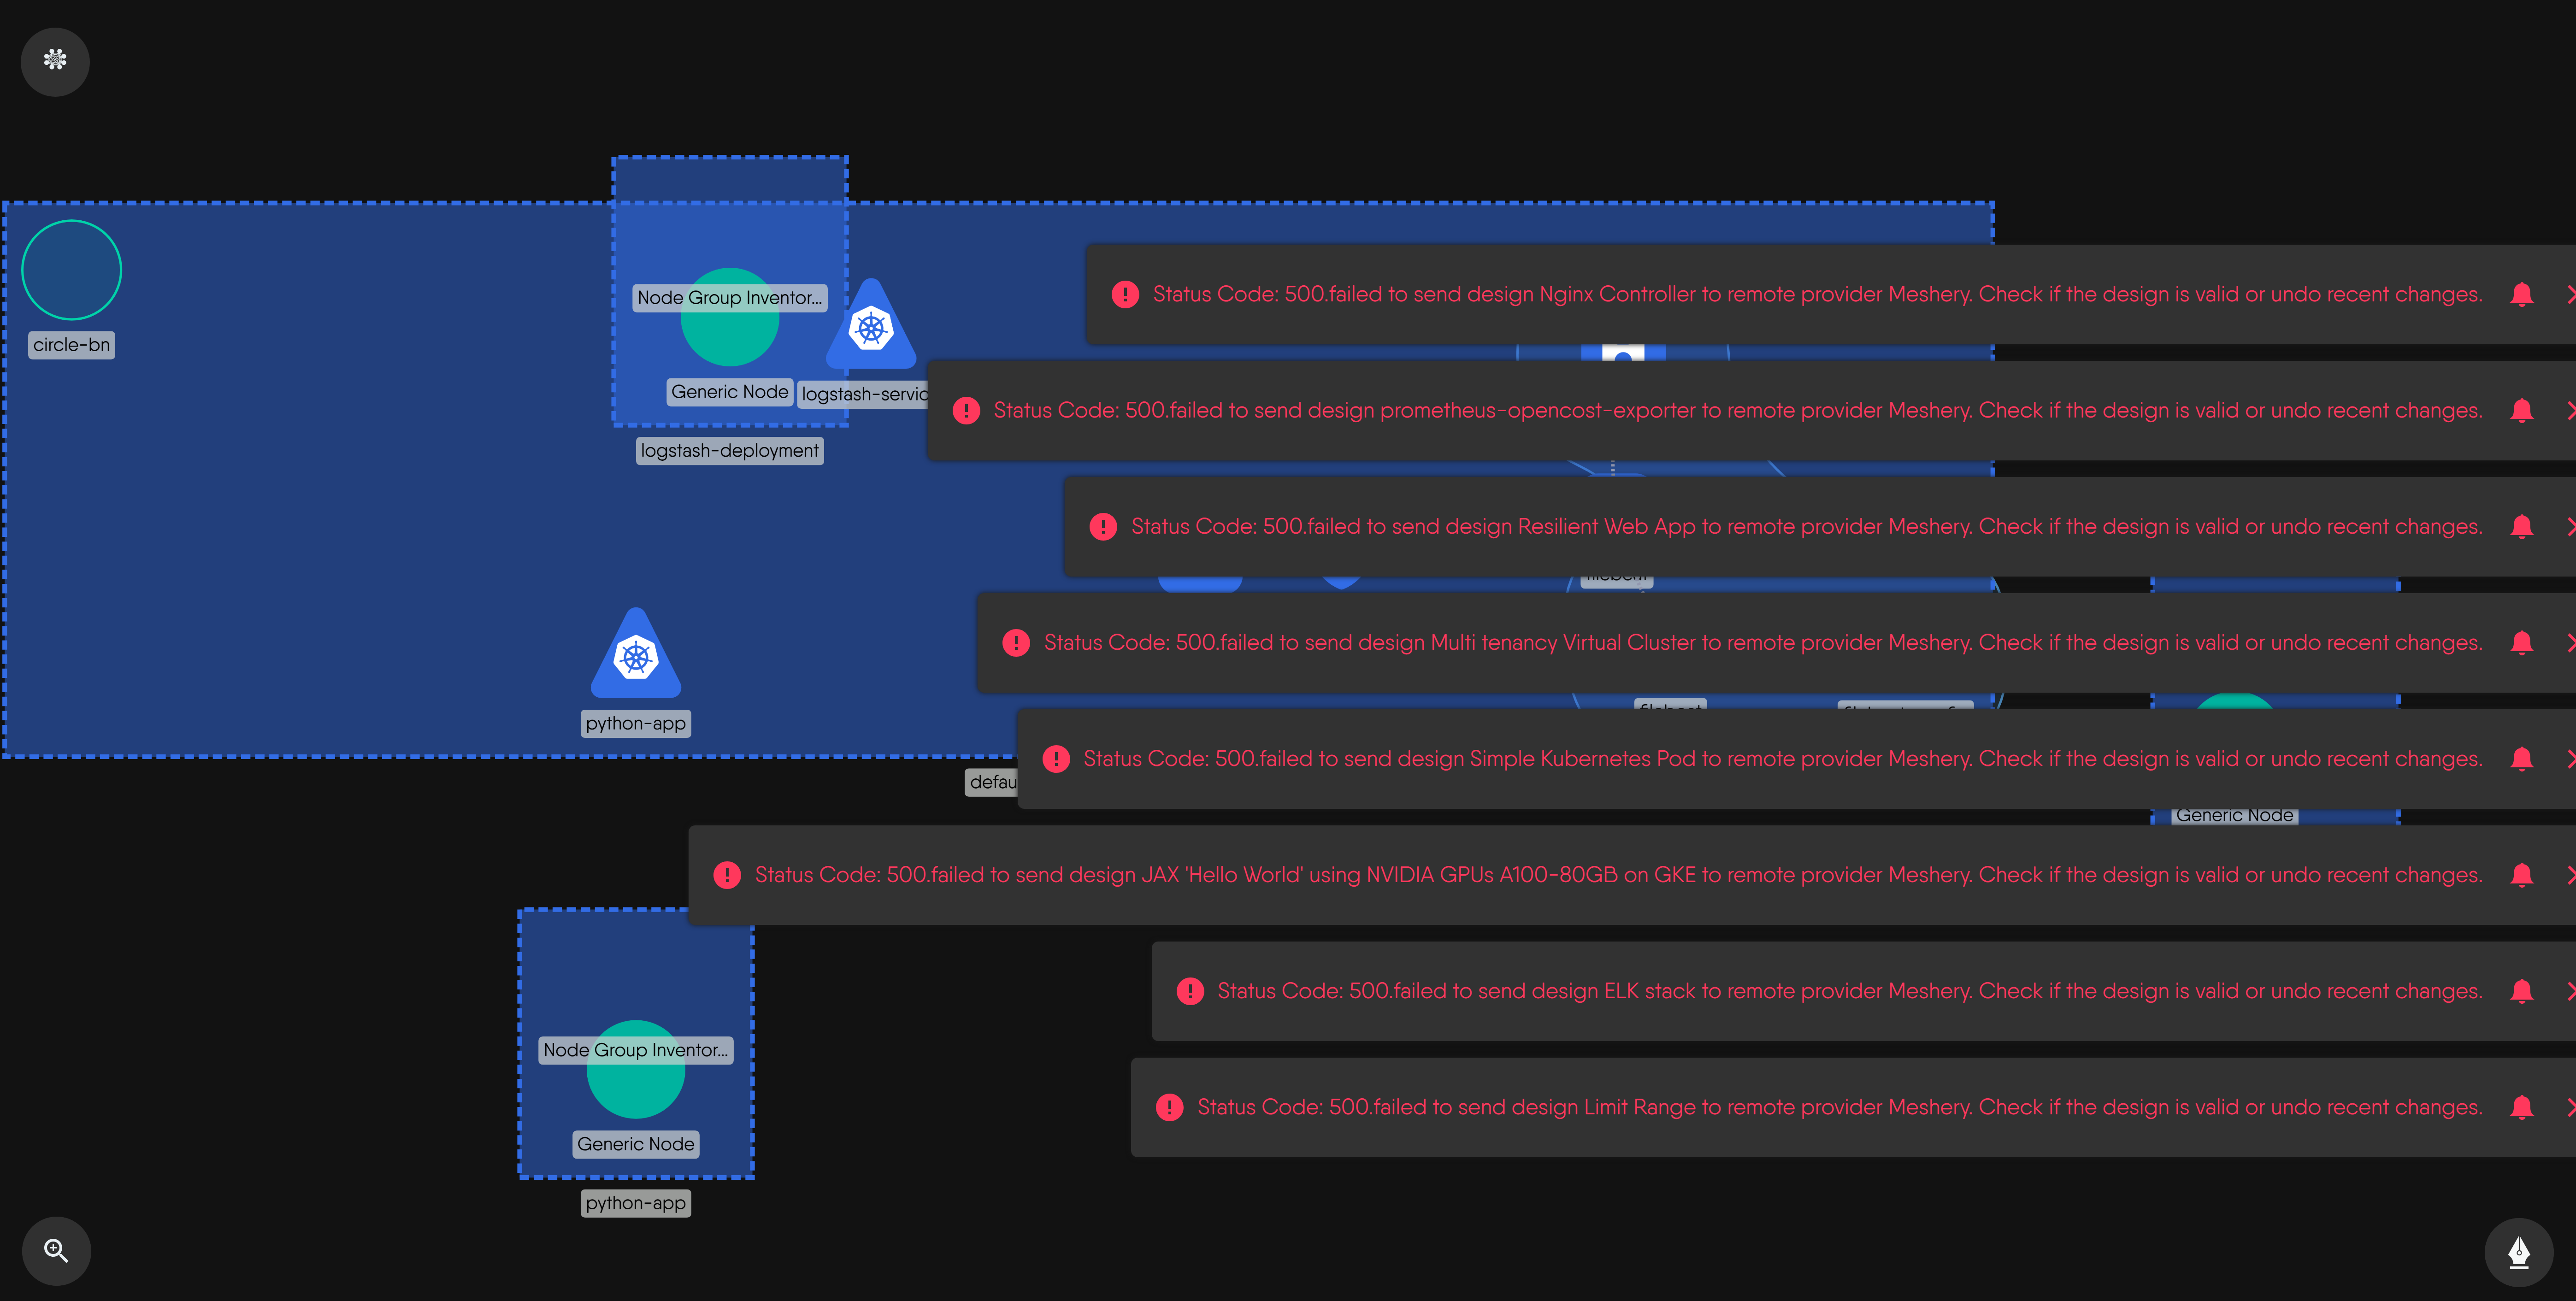 circle-bn
Node Group Inventor...
Generic Node
logstash-servic
logstash-deployment
python-app
defau
Status Code: 500.failed to send design Nginx Controller to remote provider Meshery. Check if the design is valid or undo recent changes.
Status Code: 500.failed to send design prometheus-opencost-exporter to remote provider Meshery. Check if the design is valid or undo recent changes.
Status Code: 500.failed to send design Resilient Web App to remote provider Meshery. Check if the design is valid or undo recent changes.
Status Code: 500.failed to send design Multi tenancy Virtual Cluster to remote provider Meshery. Check if the design is valid or undo recent changes.
Status Code: 500.failed to send design Simple Kubernetes Pod to remote provider Meshery. Check if the design is valid or undo recent changes.
Generic Node
Status Code: 500.failed to send design JAX 'Hello World' using NVIDIA GPUs A100-80GB on GKE to remote provider Meshery. Check if the design is valid or undo recent changes.
Status Code: 500.failed to send design ELK stack to remote provider Meshery. Check if the design is valid or undo recent changes.
Status Code: 500.failed to send design Limit Range to remote provider Meshery. Check if the design is valid or undo recent changes.
Node Group Inventor...
Generic Node
python-app